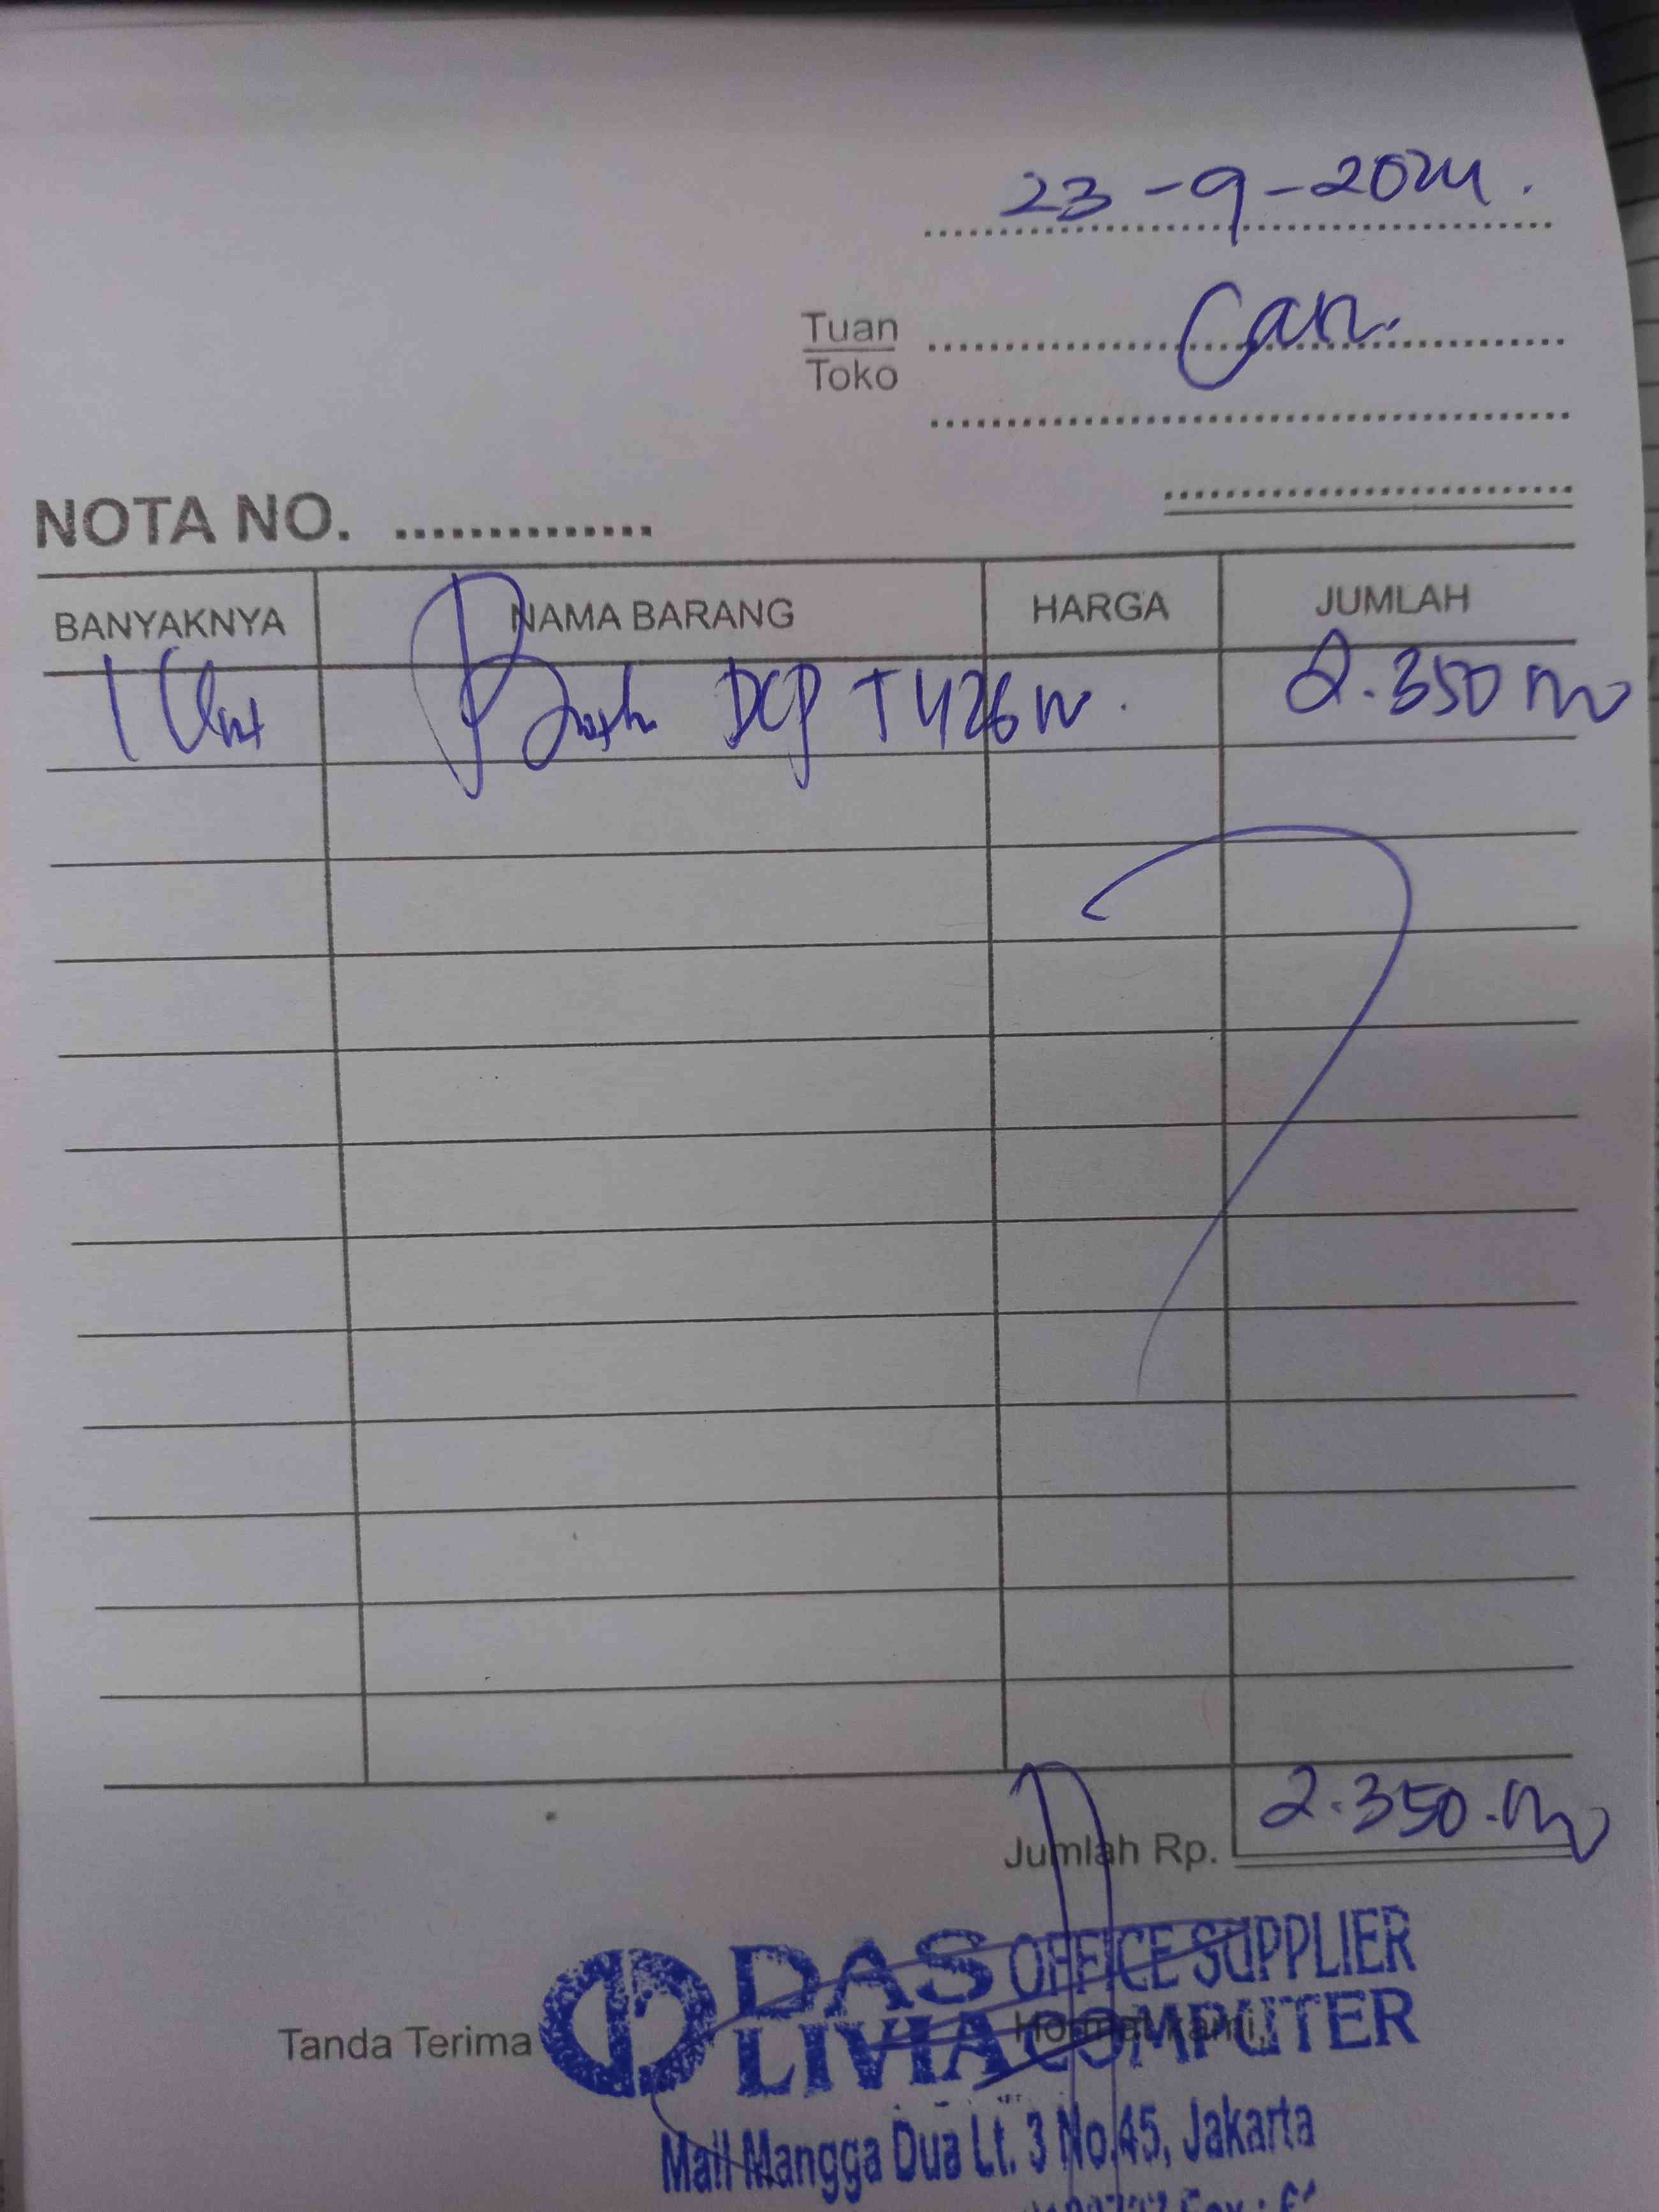 23-9-2024.
Tuan Can.
Toko
NOTA NO. ..............
BANYAKNYA NAMA BARANG HARGA JUMLAH
1 Unit DCP T426W. 2.350.000
Jumlah Rp. 2.350.000
DAS OFFICE SUPPLIER
Tanda Terima LIVIA COMPUTER Hormat kami,
Mall Mangga Dua Lt. 3 No.45, Jakarta
Fax :